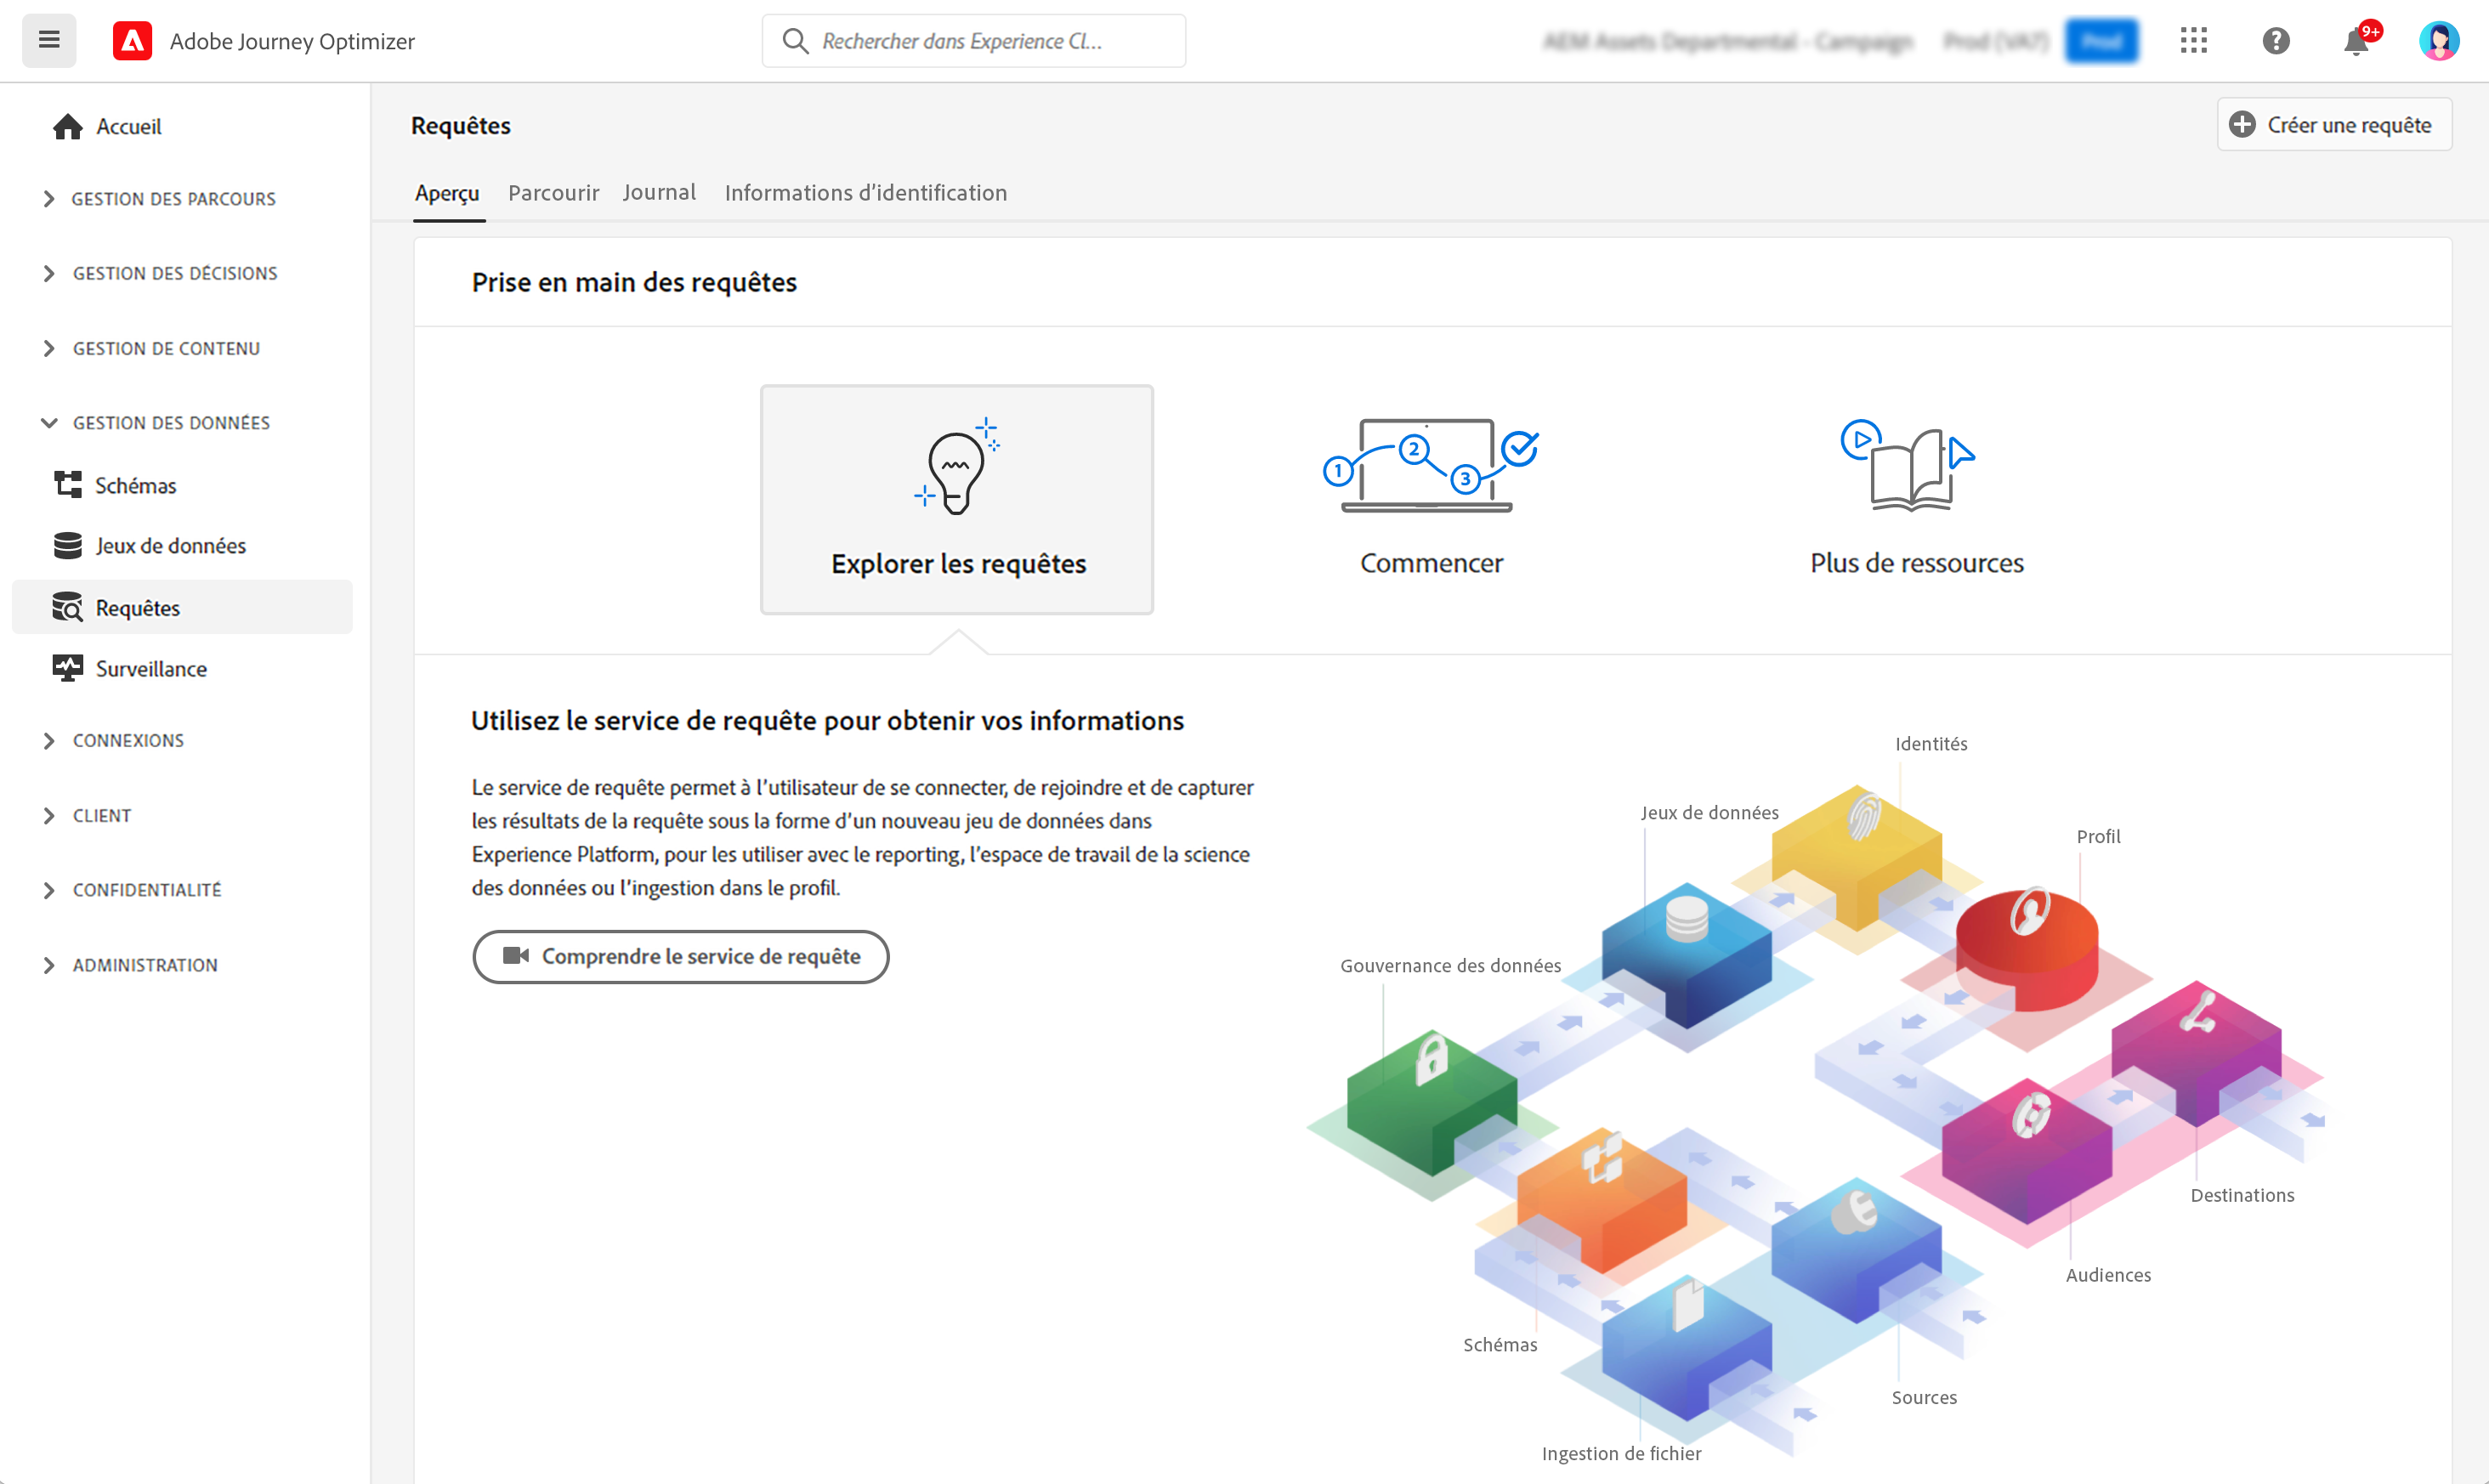 Adobe Journey Optimizer
Rechercher dans Experience Cl...
AEM Assets Departmental - Campaign
Prod (VA7)
Prod
9+
Accueil
GESTION DES PARCOURS
GESTION DES DÉCISIONS
GESTION DE CONTENU
GESTION DES DONNÉES
Schémas
Jeux de données
Requêtes
Surveillance
CONNEXIONS
CLIENT
CONFIDENTIALITÉ
ADMINISTRATION
Requêtes
Créer une requête
Aperçu
Parcourir
Journal
Informations d’identification
Prise en main des requêtes
Explorer les requêtes
1
2
3
Commencer
Plus de ressources
Utilisez le service de requête pour obtenir vos informations
Le service de requête permet à l’utilisateur de se connecter, de rejoindre et de capturer
les résultats de la requête sous la forme d’un nouveau jeu de données dans
Experience Platform, pour les utiliser avec le reporting, l’espace de travail de la science
des données ou l’ingestion dans le profil.
Comprendre le service de requête
Identités
Jeux de données
Profil
Gouvernance des données
Destinations
Audiences
Schémas
Sources
Ingestion de fichier